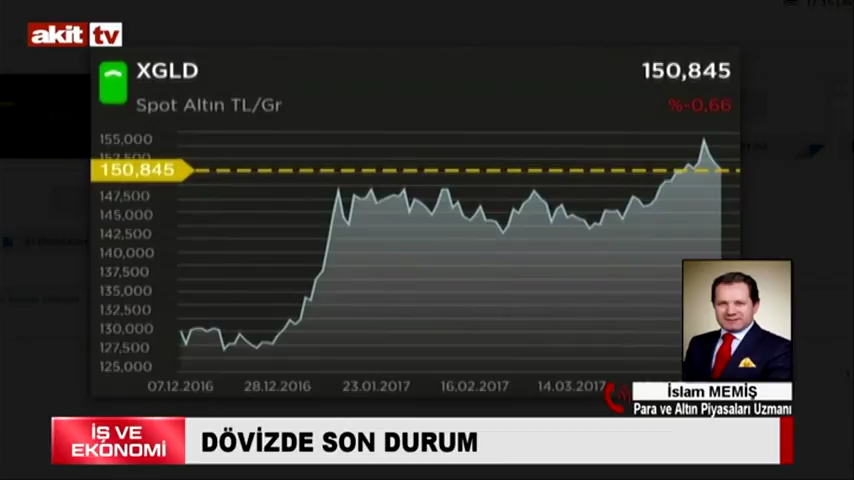 akit tv
XGLD
150,845
Spot Altın TL/Gr
%-0,66
155,000
152,500
150,845
147,500
145,000
142,500
140,000
137,500
135,000
132,500
130,000
127,500
125,000
07.12.2016 28.12.2016 23.01.2017 16.02.2017 14.03.2017
İslam MEMİŞ
Para ve Altın Piyasaları Uzmanı
İŞ VE
EKONOMİ
DÖVİZDE SON DURUM